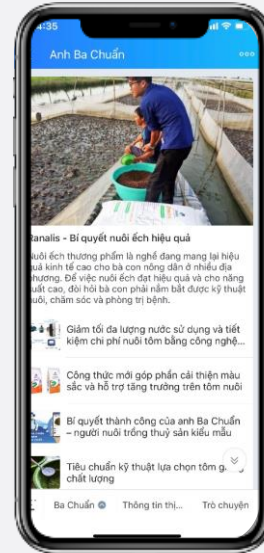 4:35
Anh Ba Chuẩn
Ranalis - Bí quyết nuôi ếch hiệu quả
Nuôi ếch thương phẩm là nghề đang mang lại hiệu
quả kinh tế cao cho bà con nông dân ở nhiều địa
phương. Để việc nuôi ếch đạt hiệu quả và cho năng
suất cao, đòi hỏi bà con phải nắm bắt được kỹ thuật
nuôi, chăm sóc và phòng trị bệnh.
Giảm tối đa lượng nước sử dụng và tiết
kiệm chi phí nuôi tôm bằng công nghệ...
Công thức mới góp phần cải thiện màu
sắc và hỗ trợ tăng trưởng trên tôm nuôi
Bí quyết thành công của anh Ba Chuẩn
– người nuôi trồng thuỷ sản kiểu mẫu
Tiêu chuẩn kỹ thuật lựa chọn tôm
chất lượng
Ba Chuẩn Thông tin thị... Trò chuyện